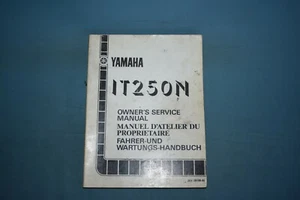 YAMAHA
IT250N
OWNER'S SERVICE
MANUAL
MANUEL D'ATELIER DU
PROPRIETAIRE
FAHRER-UND
WARTUNGS-HANDBUCH